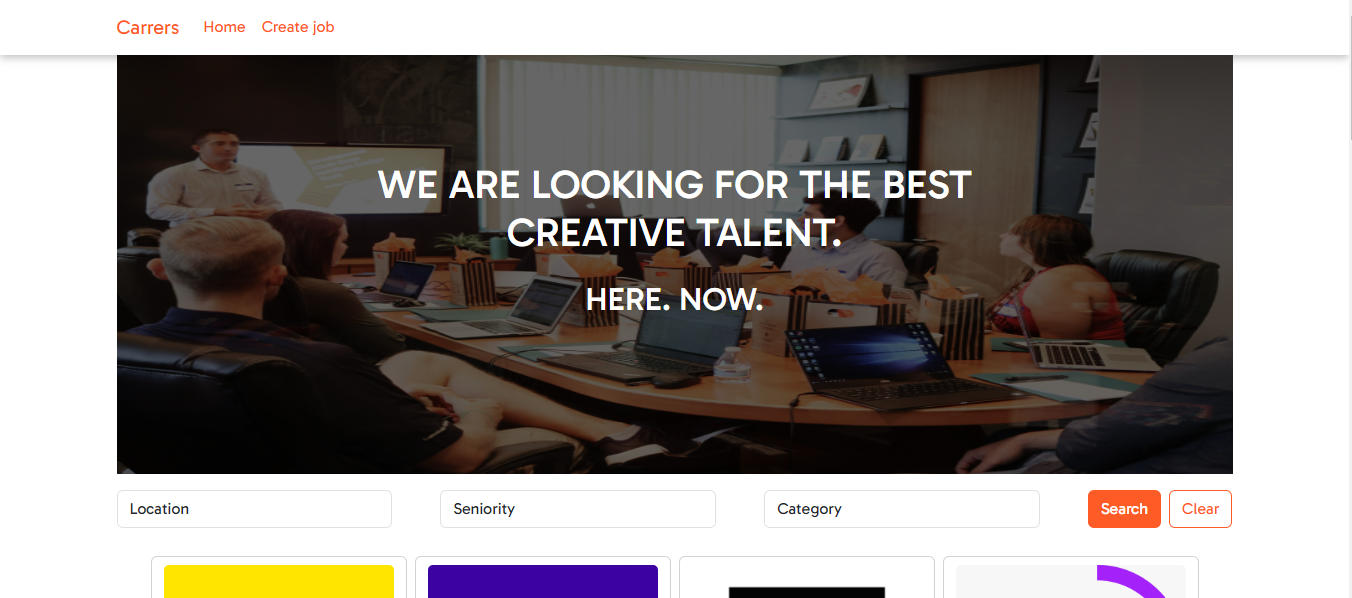 Carrers Home Create job
WE ARE LOOKING FOR THE BEST
CREATIVE TALENT.
HERE. NOW.
Location Seniority Category Search Clear